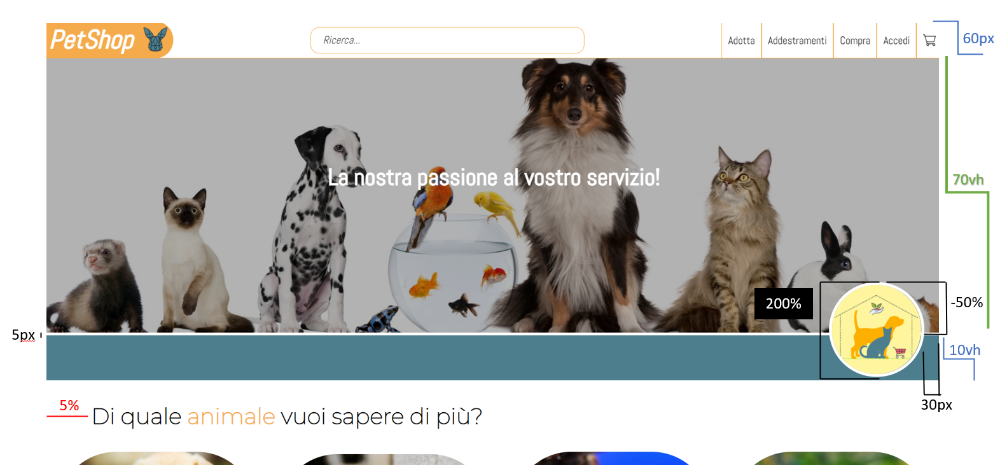 PetShop
Ricerca...
Adotta
Addestramenti
Compra
Accedi
60px
70vh
La nostra passione al vostro servizio!
200%
-50%
5px
10vh
30px
5%
Di quale animale vuoi sapere di più?